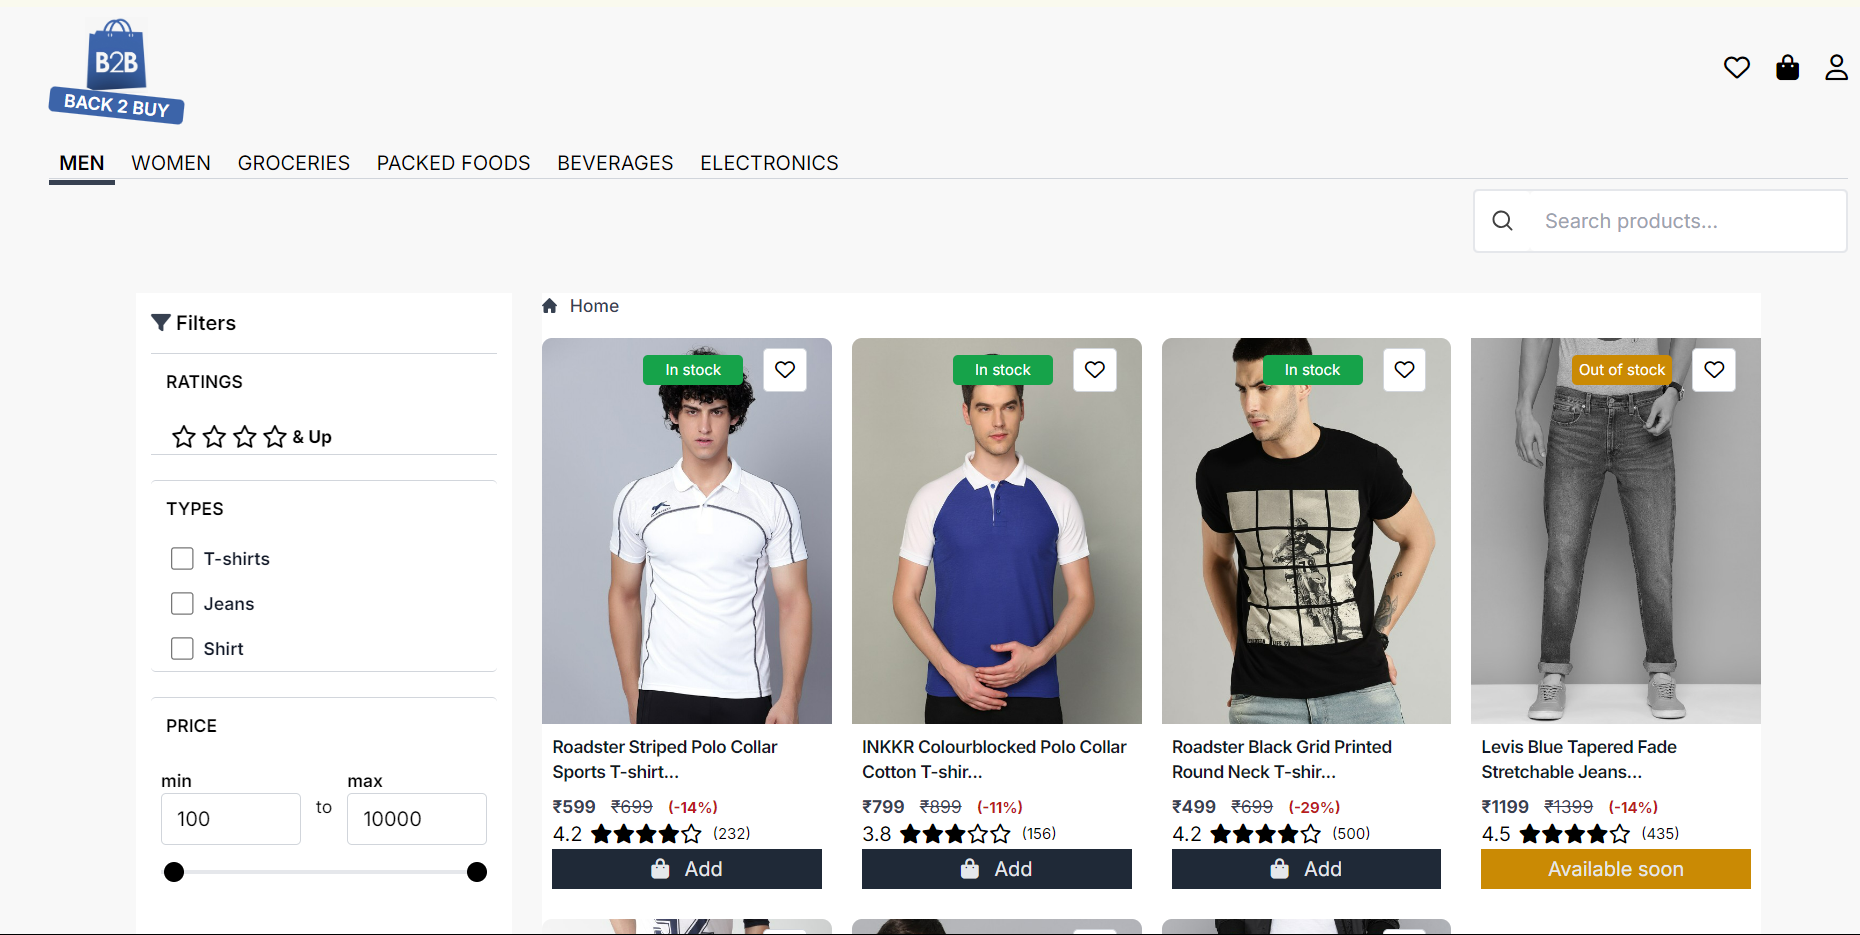 B2B
BACK 2 BUY
MEN WOMEN GROCERIES PACKED FOODS BEVERAGES ELECTRONICS
Search products...
Filters
RATINGS
& Up
TYPES
T-shirts
Jeans
Shirt
PRICE
min
max
100
to
10000
Home
In stock
Roadster Striped Polo Collar
Sports T-shirt...
₹599 ₹699 (-14%)
4.2 (232)
Add
In stock
INKKR Colourblocked Polo Collar
Cotton T-shir...
₹799 ₹899 (-11%)
3.8 (156)
Add
In stock
Roadster Black Grid Printed
Round Neck T-shir...
₹499 ₹699 (-29%)
4.2 (500)
Add
Out of stock
Levis Blue Tapered Fade
Stretchable Jeans...
₹1199 ₹1399 (-14%)
4.5 (435)
Available soon